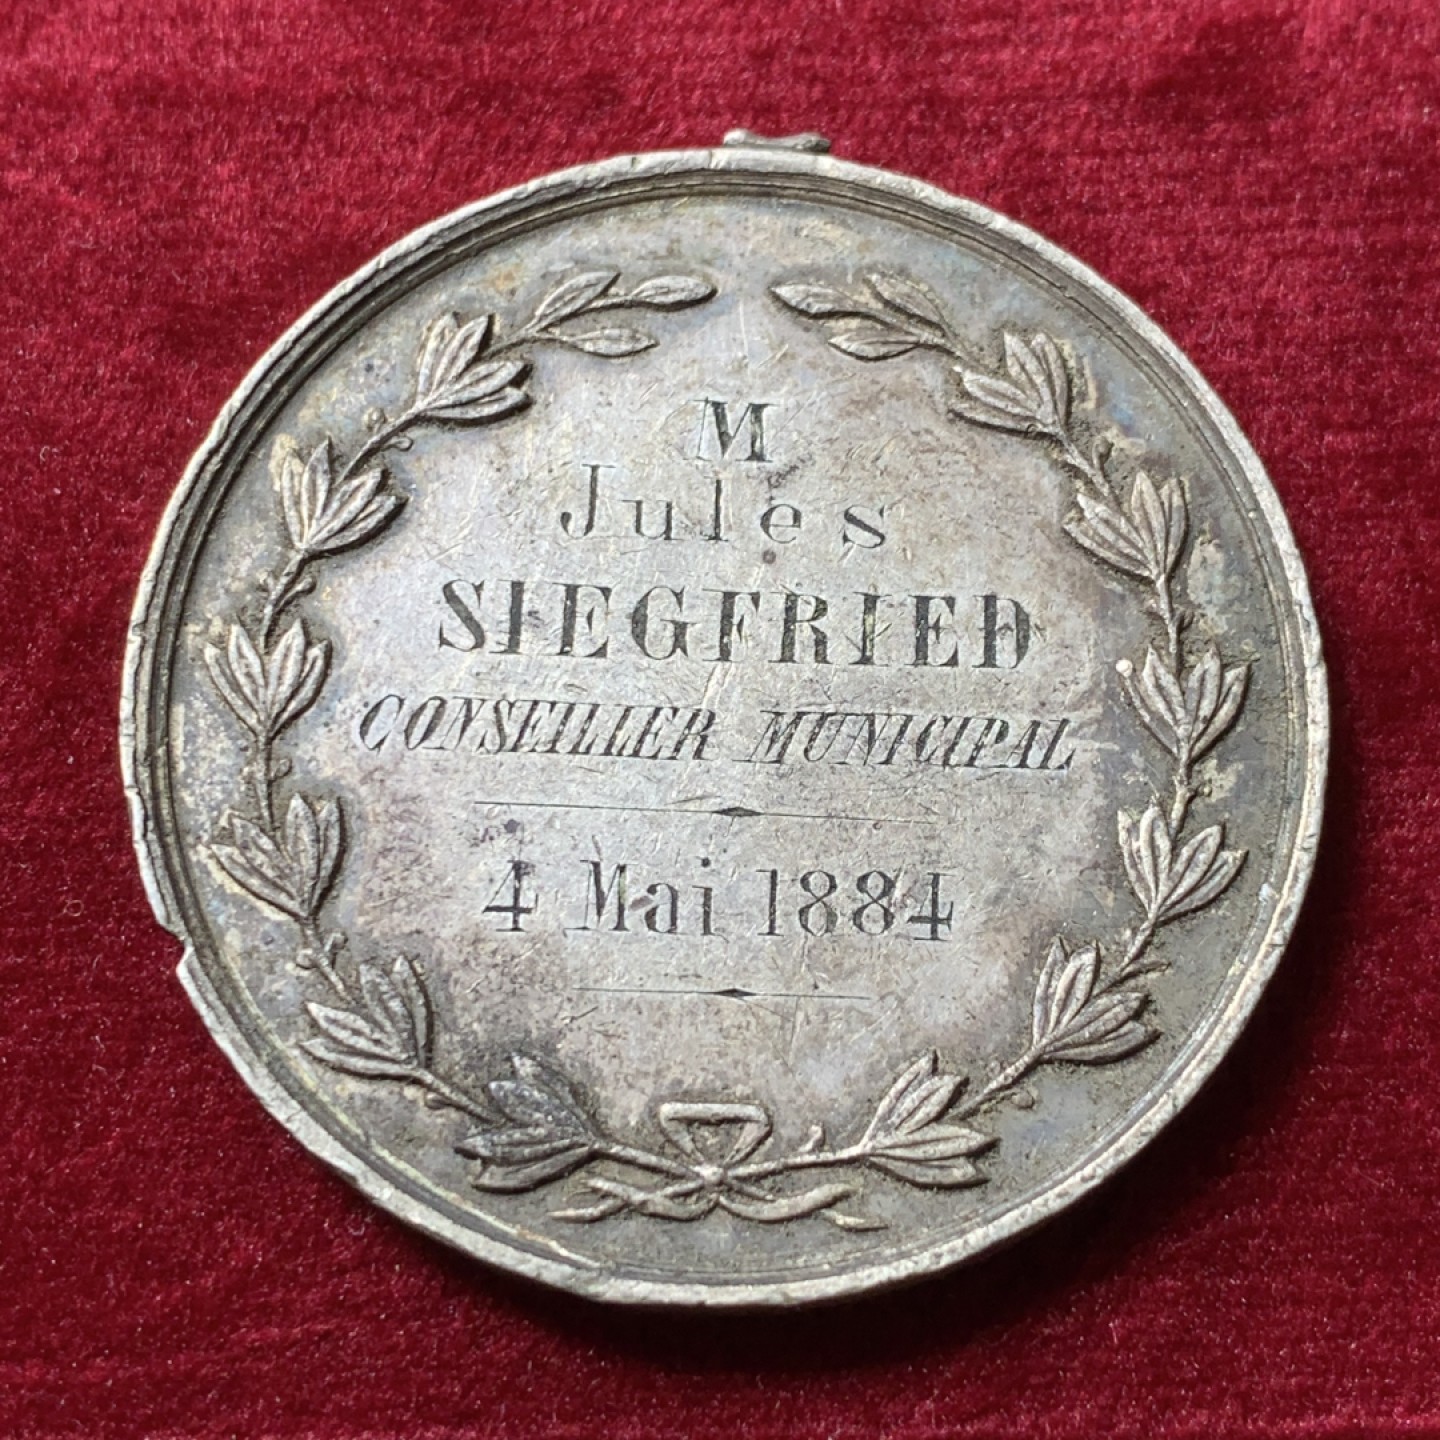 M
Jules
SIEGFRIED
CONSEILLER MUNICIPAL
4 Mai 1884